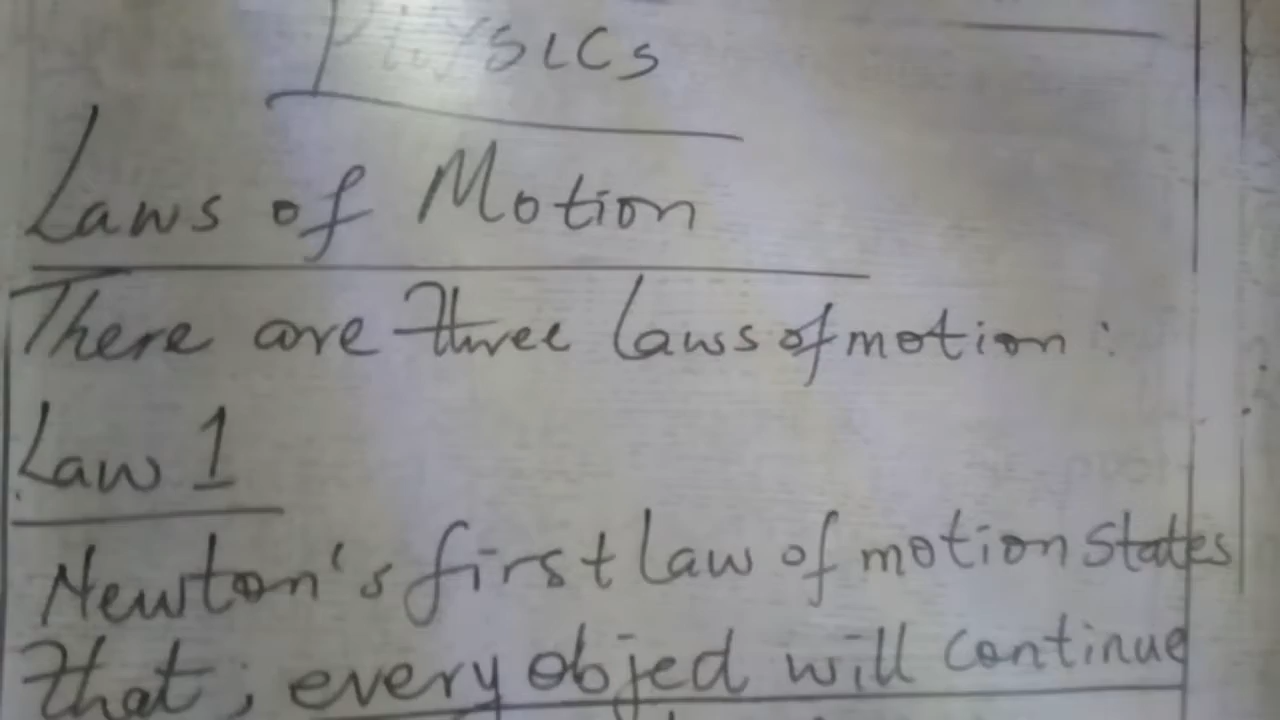 Physics
Laws of Motion
There are three laws of motion:
Law 1
Newton's first law of motion states
that; every object will continue